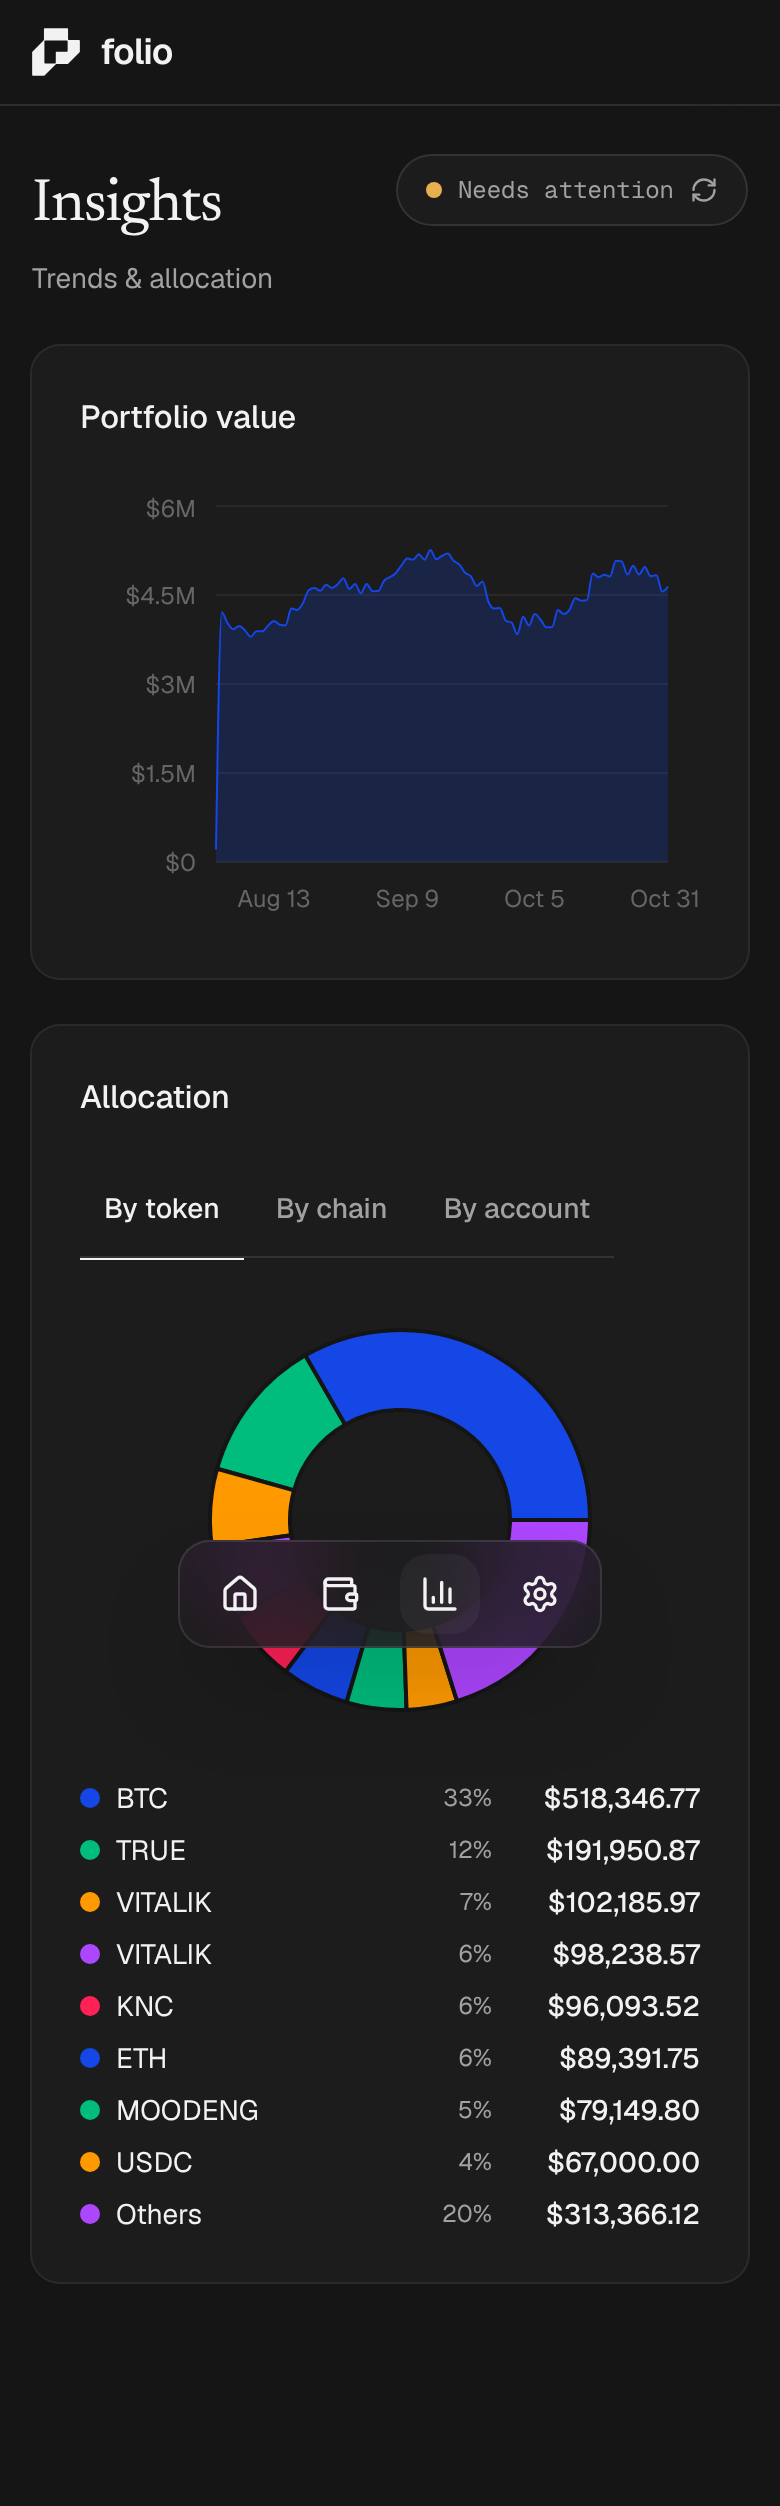 folio
Insights
Needs attention
Trends & allocation
Portfolio value
$6M
$4.5M
$3M
$1.5M
$0
Aug 13 Sep 9 Oct 5 Oct 31
Allocation
By token By chain By account
BTC 33% $518,346.77
TRUE 12% $191,950.87
VITALIK 7% $102,185.97
VITALIK 6% $98,238.57
KNC 6% $96,093.52
ETH 6% $89,391.75
MOODENG 5% $79,149.80
USDC 4% $67,000.00
Others 20% $313,366.12